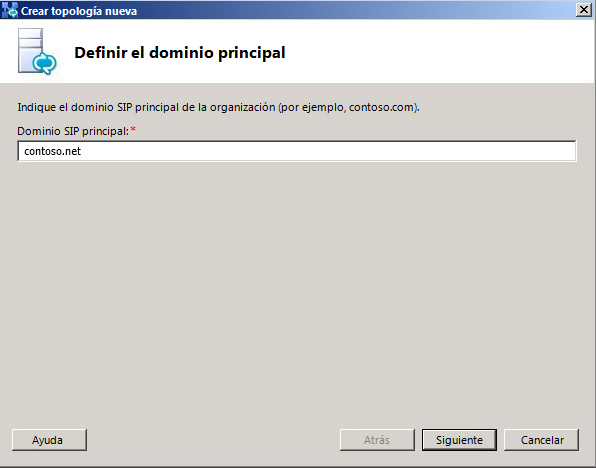 Crear topología nueva
Definir el dominio principal
Indique el dominio SIP principal de la organización (por ejemplo, contoso.com).
Dominio SIP principal:*
contoso.net
Ayuda
Atrás
Siguiente
Cancelar